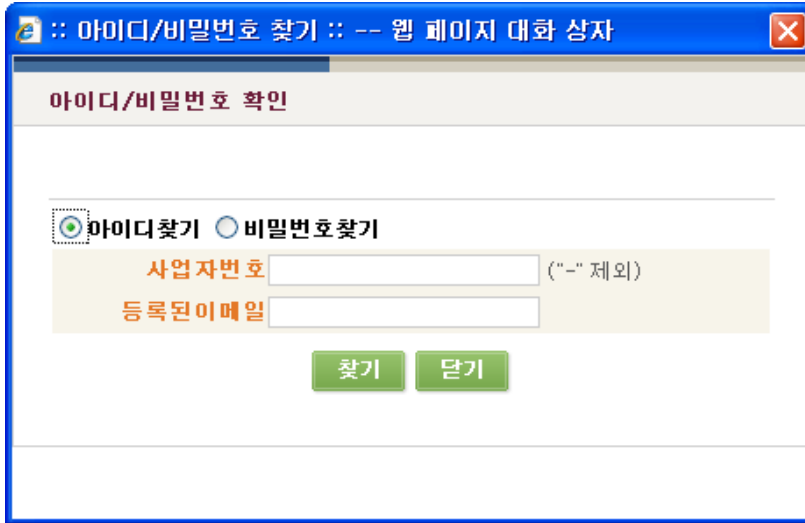 :: 아이디/비밀번호 찾기 :: -- 웹 페이지 대화 상자
아이디/비밀번호 확인
아이디찾기 비밀번호찾기
사업자번호 ("-" 제외)
등록된이메일
찾기 닫기